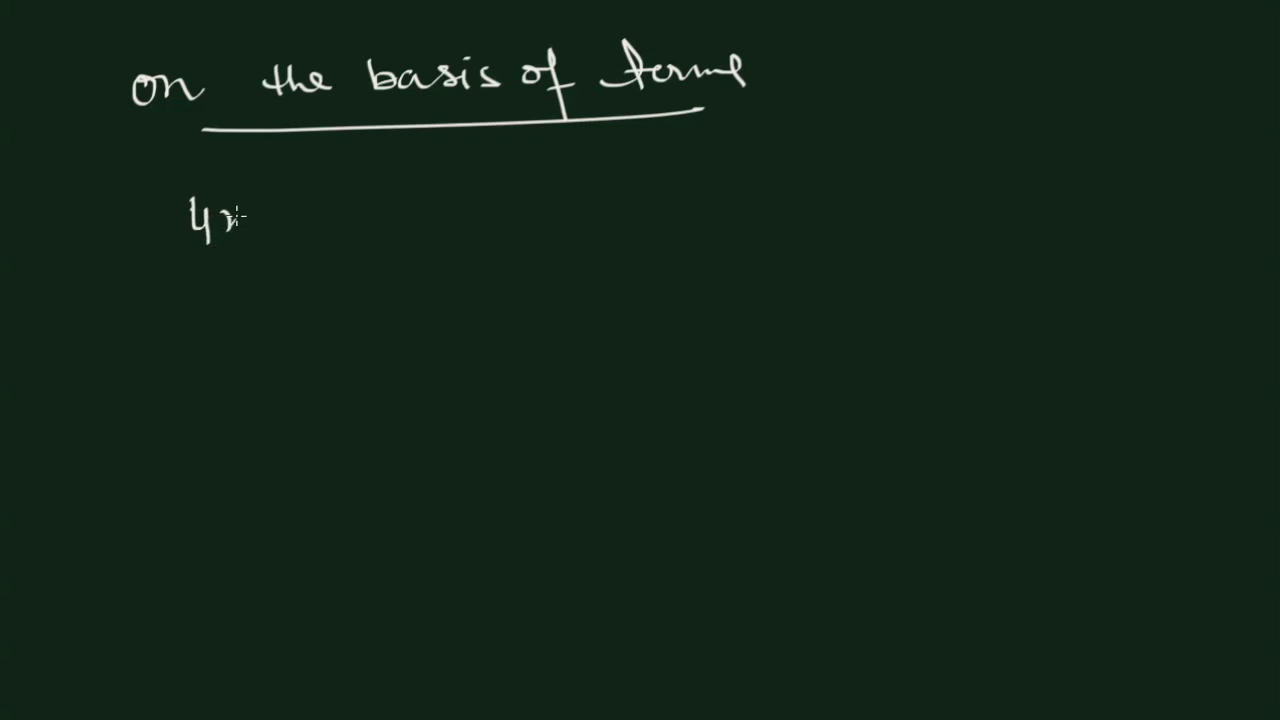 on the basis of terms
4x